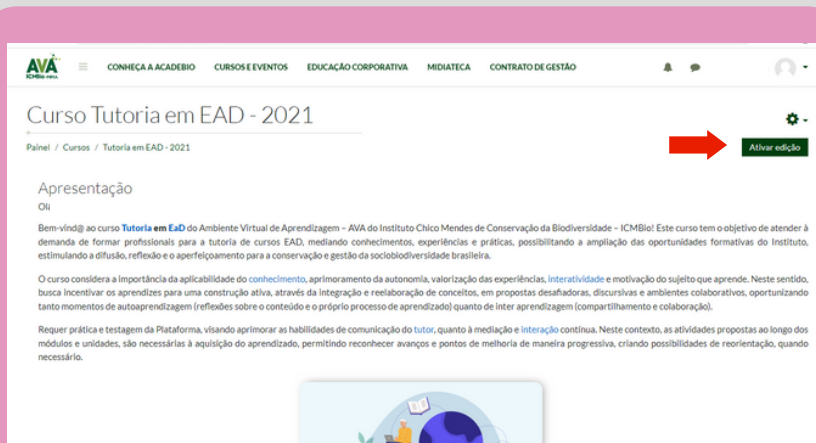 AVA
ICMBio
CONHEÇA A ACADEBIO CURSOS E EVENTOS EDUCAÇÃO CORPORATIVA MIDIATECA CONTRATO DE GESTÃO
Curso Tutoria em EAD - 2021
Painel / Cursos / Tutoria em EAD - 2021
Ativar edição
Apresentação
Olá
Bem-vind@ ao curso Tutoria em EaD do Ambiente Virtual de Aprendizagem – AVA do Instituto Chico Mendes de Conservação da Biodiversidade – ICMBio! Este curso tem o objetivo de atender à
demanda de formar profissionais para a tutoria de cursos EAD, mediando conhecimentos, experiências e práticas, possibilitando a ampliação das oportunidades formativas do Instituto,
estimulando a difusão, reflexão e o aperfeiçoamento para a conservação e gestão da sociobiodiversidade brasileira.
O curso considera a importância da aplicabilidade do conhecimento, aprimoramento da autonomia, valorização das experiências, interatividade e motivação do sujeito que aprende. Neste sentido,
busca incentivar os aprendizes para uma construção ativa, através da integração e reelaboração de conceitos, em propostas desafiadoras, discursivas e ambientes colaborativos, oportunizando
tanto momentos de autoaprendizagem (reflexões sobre o conteúdo e o próprio processo de aprendizado) quanto de inter aprendizagem (compartilhamento e colaboração).
Requer prática e testagem da Plataforma, visando aprimorar as habilidades de comunicação do tutor, quanto à mediação e interação contínua. Neste contexto, as atividades propostas ao longo dos
módulos e unidades, são necessárias à aquisição do aprendizado, permitindo reconhecer avanços e pontos de melhoria de maneira progressiva, criando possibilidades de reorientação, quando
necessário.